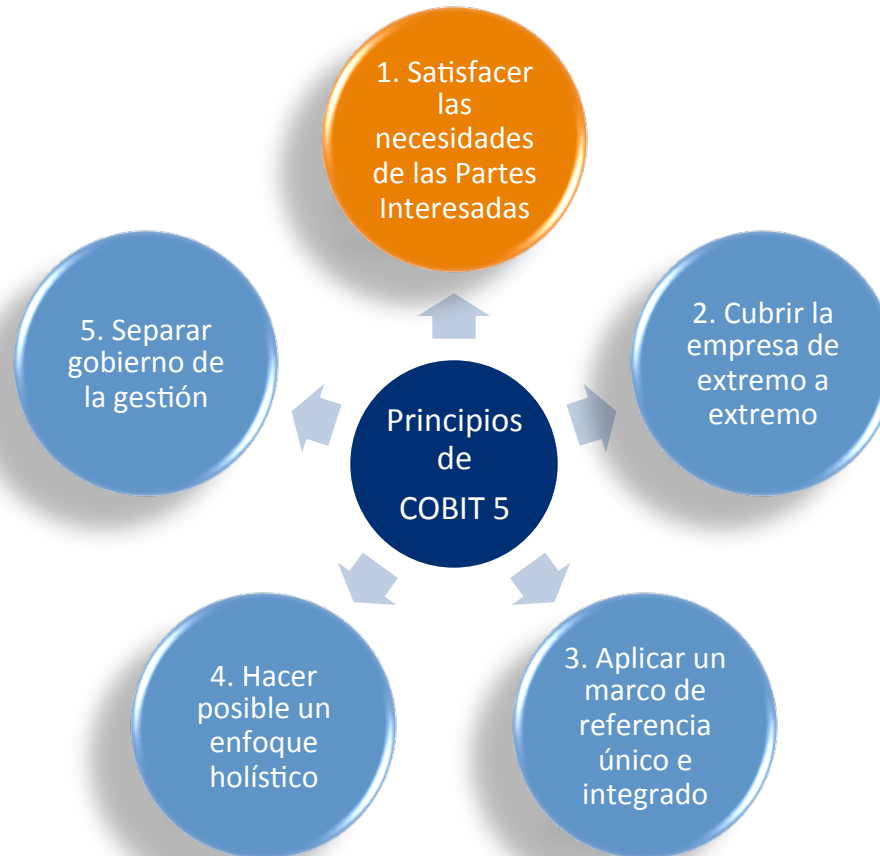 1. Satisfacer
las
necesidades
de las Partes
Interesadas
2. Cubrir la
empresa de
extremo a
extremo
3. Aplicar un
marco de
referencia
único e
integrado
4. Hacer
posible un
enfoque
holístico
5. Separar
gobierno de
la gestión
Principios
de
COBIT 5